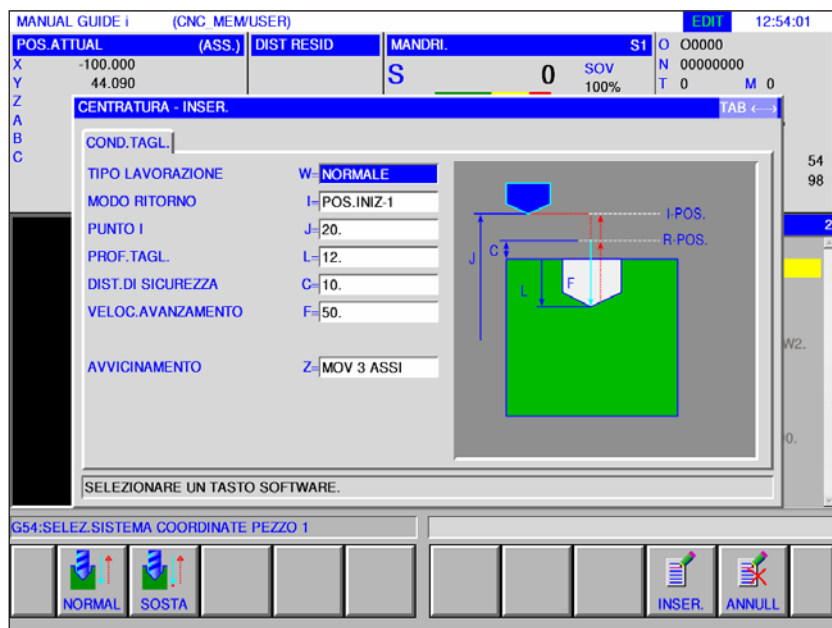 MANUAL GUIDE i (CNC_MEM/USER) EDIT 12:54:01
POS.ATTUAL (ASS.) DIST RESID MANDRI. S1 O O0000
X -100.000 N 00000000
Y 44.090 S 0 SOV 100% T 0 M 0
Z
A
B
C
54
98
CENTRATURA - INSER. TAB ←→
COND.TAGL.
TIPO LAVORAZIONE W=NORMALE
MODO RITORNO I=POS.INIZ-1
PUNTO I J=20.
PROF.TAGL. L=12.
DIST.DI SICUREZZA C=10.
VELOC.AVANZAMENTO F=50.
AVVICINAMENTO Z=MOV 3 ASSI
I-POS.
R-POS.
J
C
L
F
2
W2.
0.
SELEZIONARE UN TASTO SOFTWARE.
G54:SELEZ.SISTEMA COORDINATE PEZZO 1
NORMAL SOSTA INSER. ANNULL